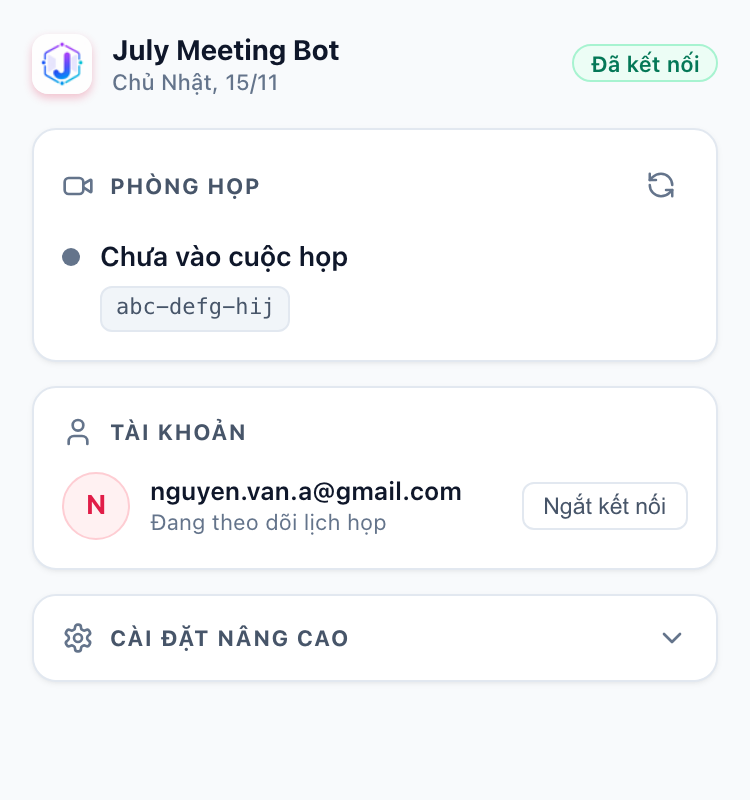 July Meeting Bot
Chủ Nhật, 15/11
Đã kết nối
PHÒNG HỌP
Chưa vào cuộc họp
abc-defg-hij
TÀI KHOẢN
N
nguyen.van.a@gmail.com
Đang theo dõi lịch họp
Ngắt kết nối
CÀI ĐẶT NÂNG CAO